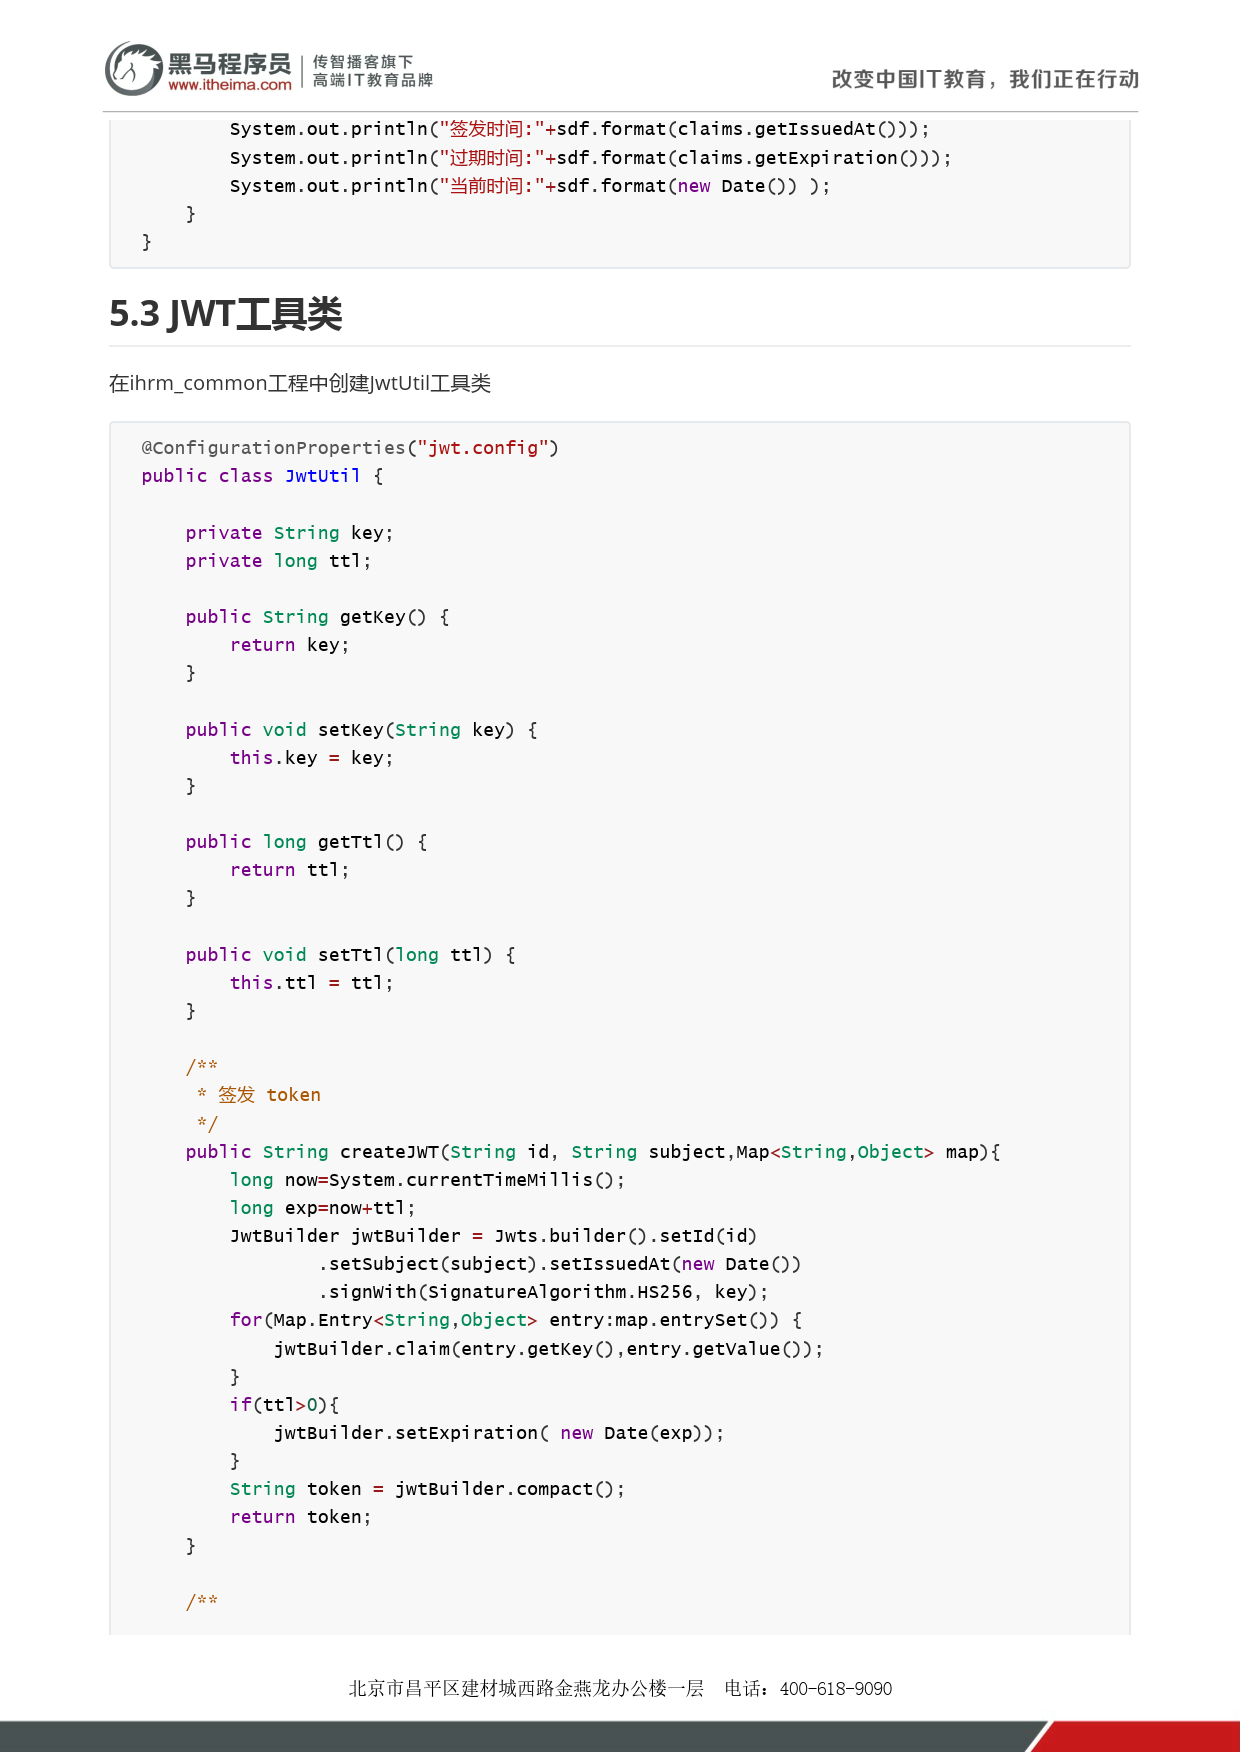 黑马程序员
www.itheima.com
传智播客旗下
高端IT教育品牌
改变中国IT教育，我们正在行动
        System.out.println("签发时间:"+sdf.format(claims.getIssuedAt()));
        System.out.println("过期时间:"+sdf.format(claims.getExpiration()));
        System.out.println("当前时间:"+sdf.format(new Date()) );
    }
}
5.3 JWT工具类
在ihrm_common工程中创建JwtUtil工具类
@ConfigurationProperties("jwt.config")
public class JwtUtil {

    private String key;
    private long ttl;

    public String getKey() {
        return key;
    }

    public void setKey(String key) {
        this.key = key;
    }

    public long getTtl() {
        return ttl;
    }

    public void setTtl(long ttl) {
        this.ttl = ttl;
    }

    /**
     * 签发 token
     */
    public String createJWT(String id, String subject,Map<String,Object> map){
        long now=System.currentTimeMillis();
        long exp=now+ttl;
        JwtBuilder jwtBuilder = Jwts.builder().setId(id)
                .setSubject(subject).setIssuedAt(new Date())
                .signWith(SignatureAlgorithm.HS256, key);
        for(Map.Entry<String,Object> entry:map.entrySet()) {
            jwtBuilder.claim(entry.getKey(),entry.getValue());
        }
        if(ttl>0){
            jwtBuilder.setExpiration( new Date(exp));
        }
        String token = jwtBuilder.compact();
        return token;
    }

    /**
北京市昌平区建材城西路金燕龙办公楼一层 电话：400-618-9090